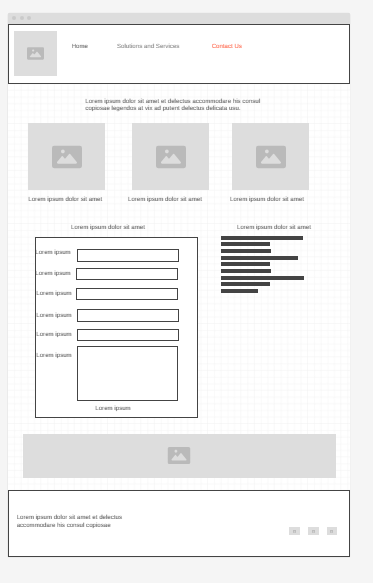 Home Solutions and Services Contact Us
Lorem ipsum dolor sit amet et delectus accommodare his consul
copiosae legendos at vix ad putent delectus delicata usu.
Lorem ipsum dolor sit amet Lorem ipsum dolor sit amet Lorem ipsum dolor sit amet
Lorem ipsum dolor sit amet Lorem ipsum dolor sit amet
Lorem ipsum
Lorem ipsum
Lorem ipsum
Lorem ipsum
Lorem ipsum
Lorem ipsum
Lorem ipsum
Lorem ipsum dolor sit amet et delectus
accommodare his consul copiosae